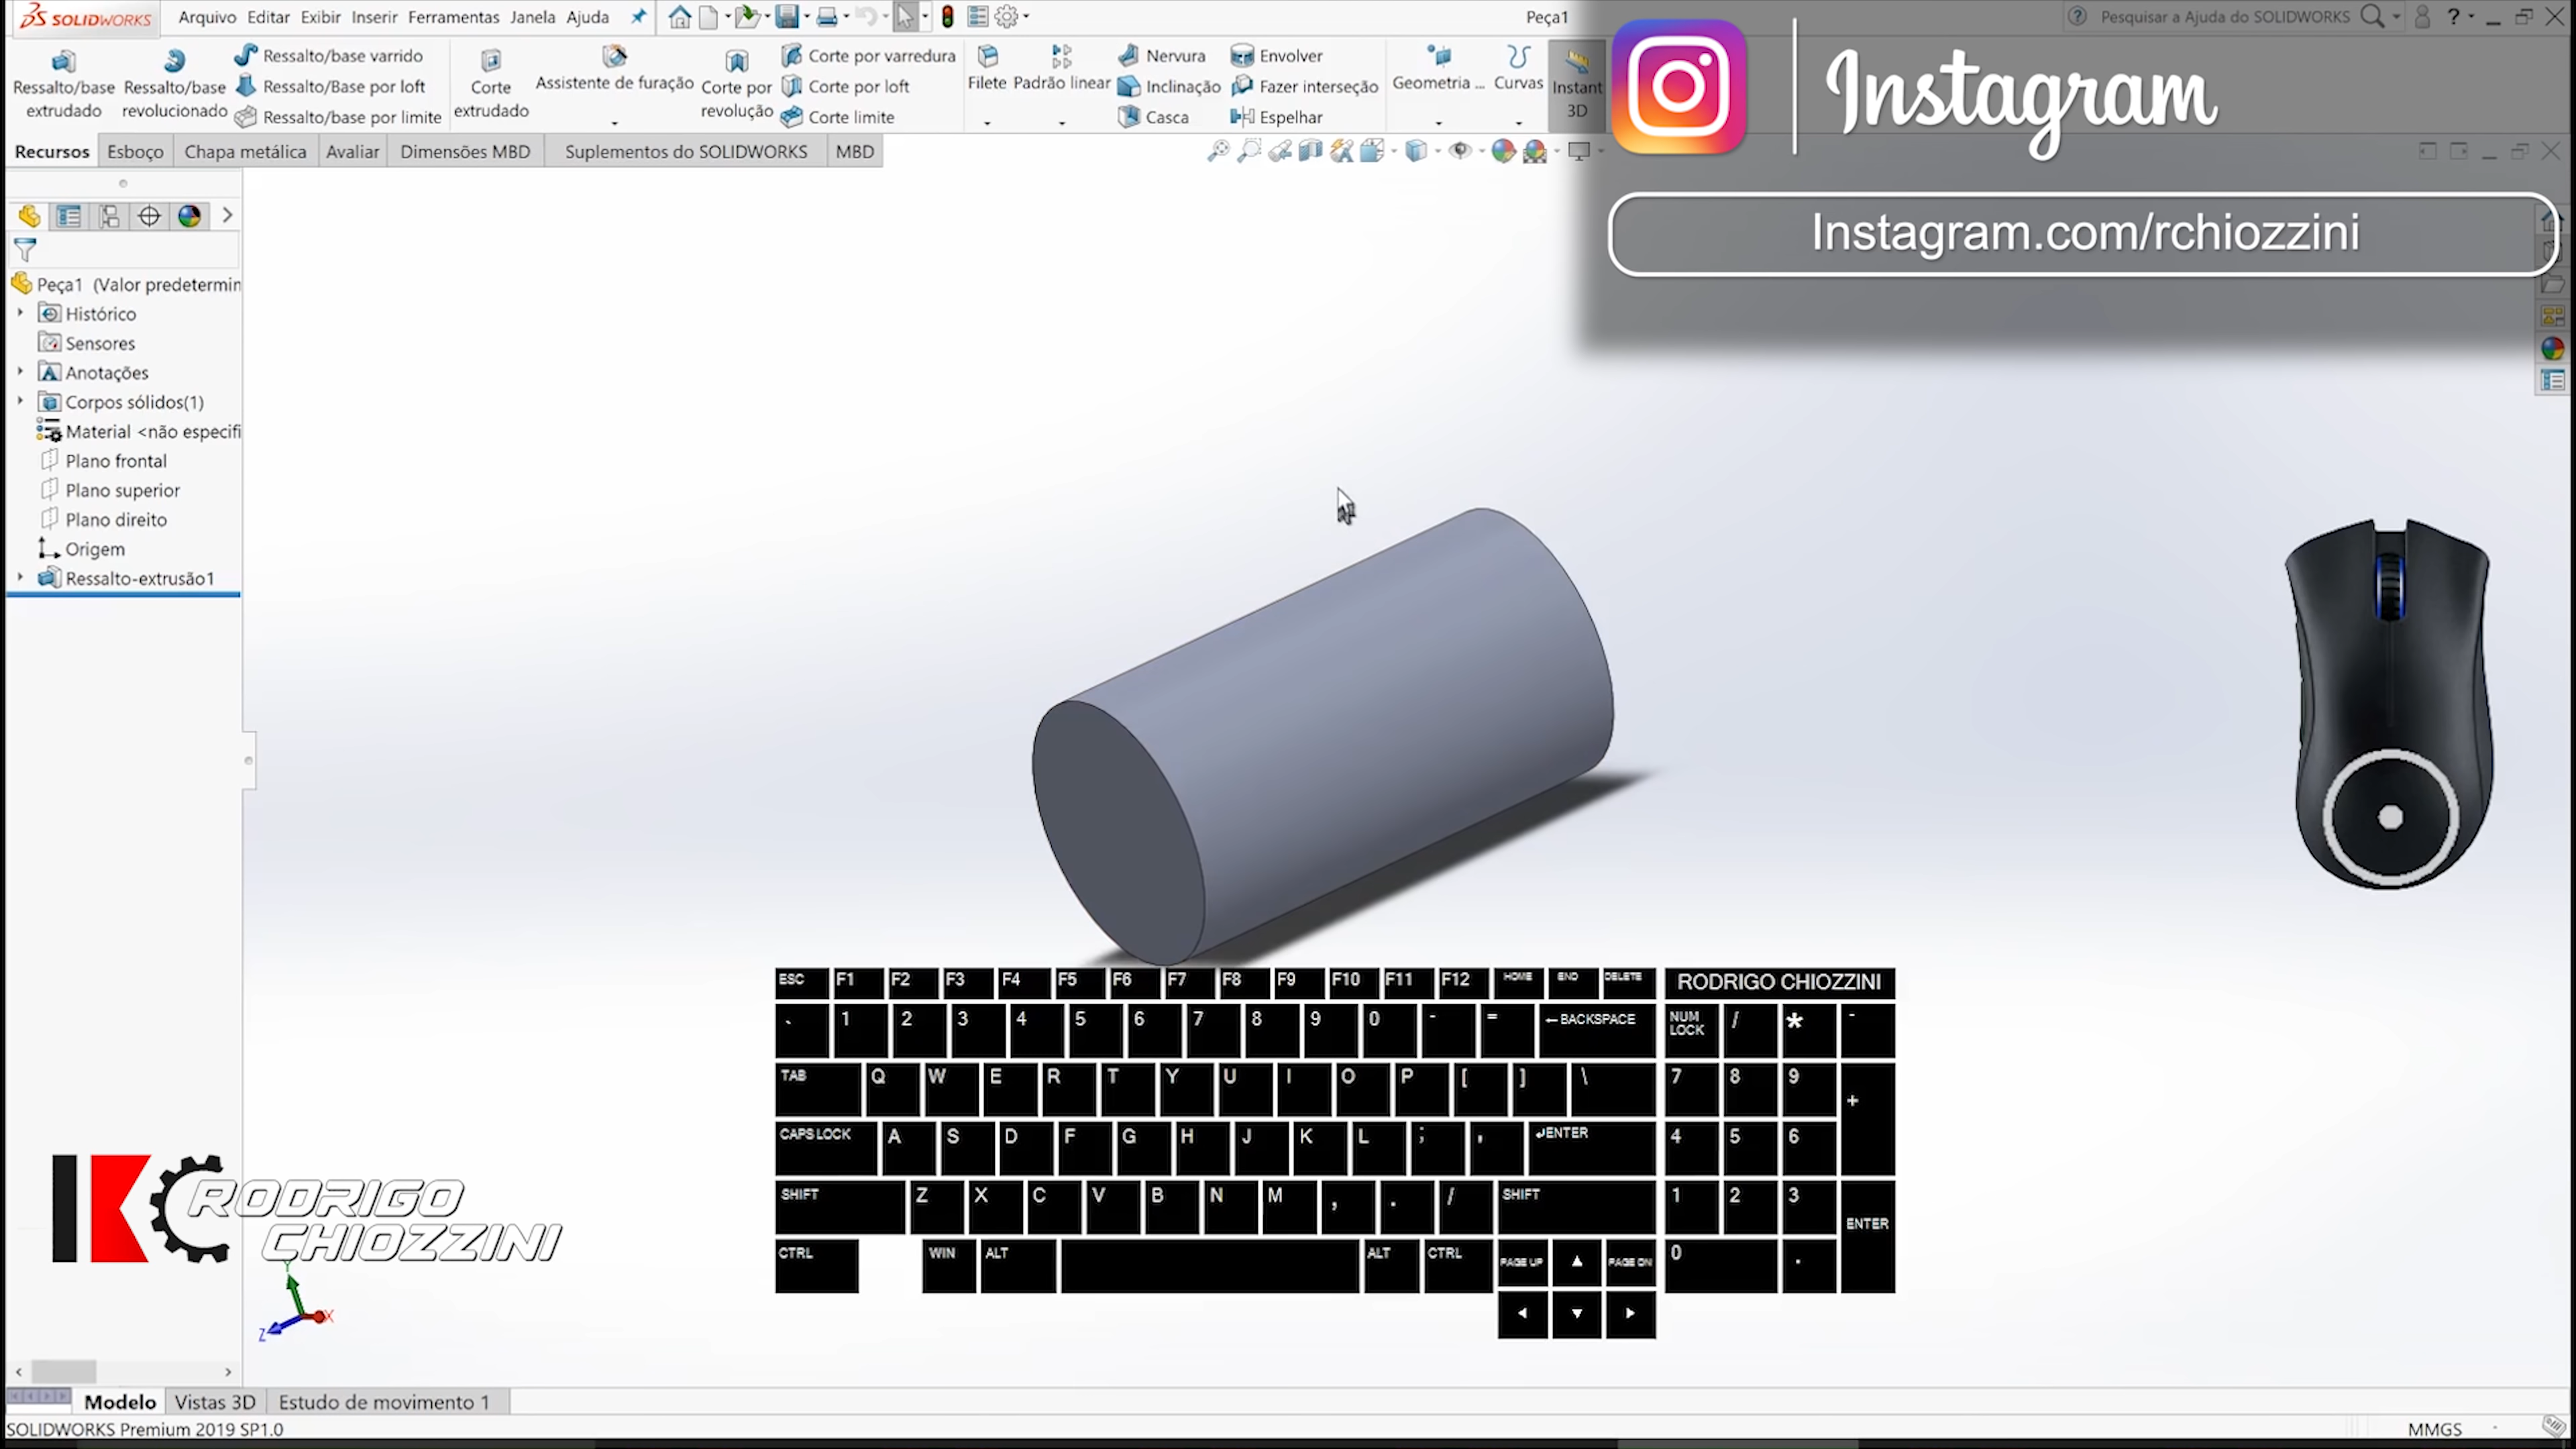 SOLIDWORKS
Arquivo Editar Exibir Inserir Ferramentas Janela Ajuda
Peça1
Pesquisar a Ajuda do SOLIDWORKS
?
Ressalto/base extrudado
Ressalto/base revolucionado
Ressalto/base varrido
Ressalto/Base por loft
Ressalto/base por limite
Corte extrudado
Assistente de furação
Corte por revolução
Corte por varredura
Corte por loft
Corte limite
Filete
Padrão linear
Nervura
Inclinação
Casca
Envolver
Fazer interseção
Espelhar
Geometria ...
Curvas
Instant 3D
Instagram
Instagram.com/rchiozzini
Recursos Esboço Chapa metálica Avaliar Dimensões MBD Suplementos do SOLIDWORKS MBD
Peça1 (Valor predetermin
Histórico
Sensores
Anotações
Corpos sólidos(1)
Material <não especifi
Plano frontal
Plano superior
Plano direito
Origem
Ressalto-extrusão1
ESC F1 F2 F3 F4 F5 F6 F7 F8 F9 F10 F11 F12 HOME END DELETE RODRIGO CHIOZZINI
` 1 2 3 4 5 6 7 8 9 0 - = ←BACKSPACE NUM LOCK / * -
TAB Q W E R T Y U I O P [ ] \ 7 8 9 +
CAPS LOCK A S D F G H J K L ; ' ↲ENTER 4 5 6
SHIFT Z X C V B N M , . / SHIFT 1 2 3 ENTER
CTRL WIN ALT ALT CTRL PAGE UP ▲ PAGE DN 0 .
◄ ▼ ►
RODRIGO
CHIOZZINI
Y
X
Z
Modelo Vistas 3D Estudo de movimento 1
SOLIDWORKS Premium 2019 SP1.0
MMGS